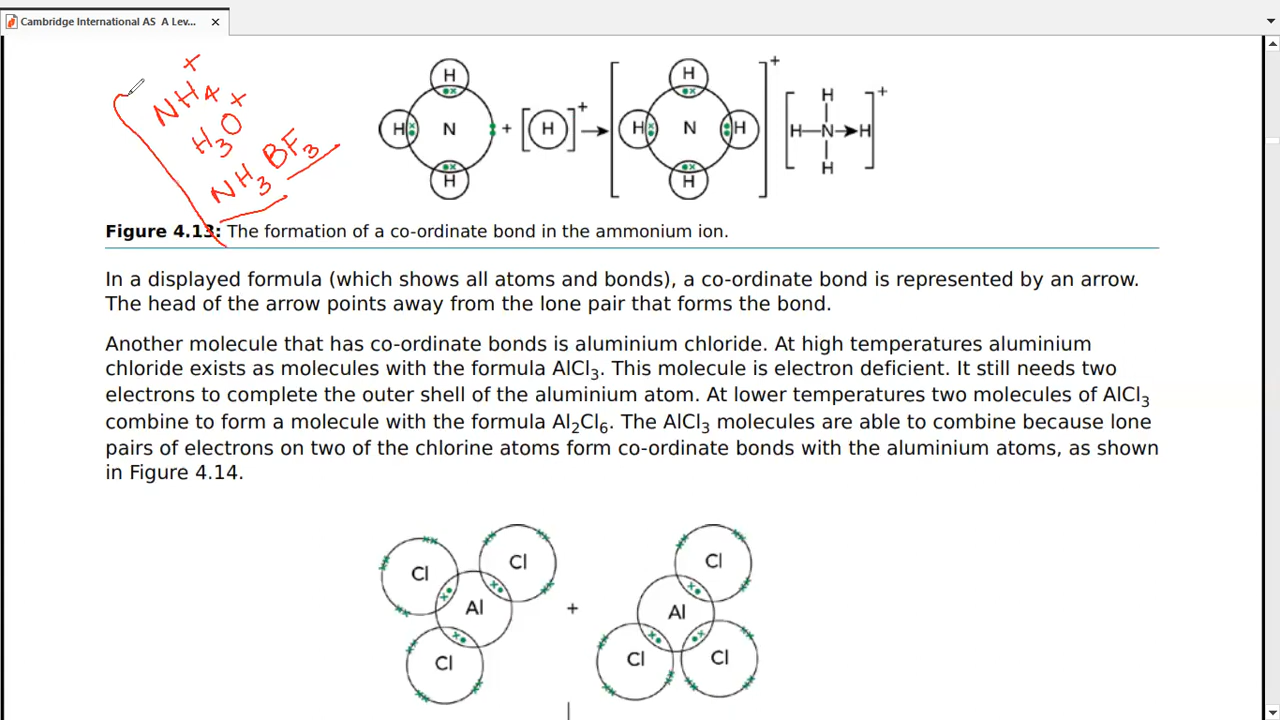 Cambridge International AS A Lev... ×
NH₄⁺
H₃O⁺
NH₃BF₃
H
H N
H
+ [H]⁺
H
H N H
H
+
H
H—N→H
H
+
Figure 4.13: The formation of a co-ordinate bond in the ammonium ion.
In a displayed formula (which shows all atoms and bonds), a co-ordinate bond is represented by an arrow.
The head of the arrow points away from the lone pair that forms the bond.
Another molecule that has co-ordinate bonds is aluminium chloride. At high temperatures aluminium
chloride exists as molecules with the formula AlCl₃. This molecule is electron deficient. It still needs two
electrons to complete the outer shell of the aluminium atom. At lower temperatures two molecules of AlCl₃
combine to form a molecule with the formula Al₂Cl₆. The AlCl₃ molecules are able to combine because lone
pairs of electrons on two of the chlorine atoms form co-ordinate bonds with the aluminium atoms, as shown
in Figure 4.14.
Cl Cl
Al
Cl
+
Cl
Al
Cl Cl